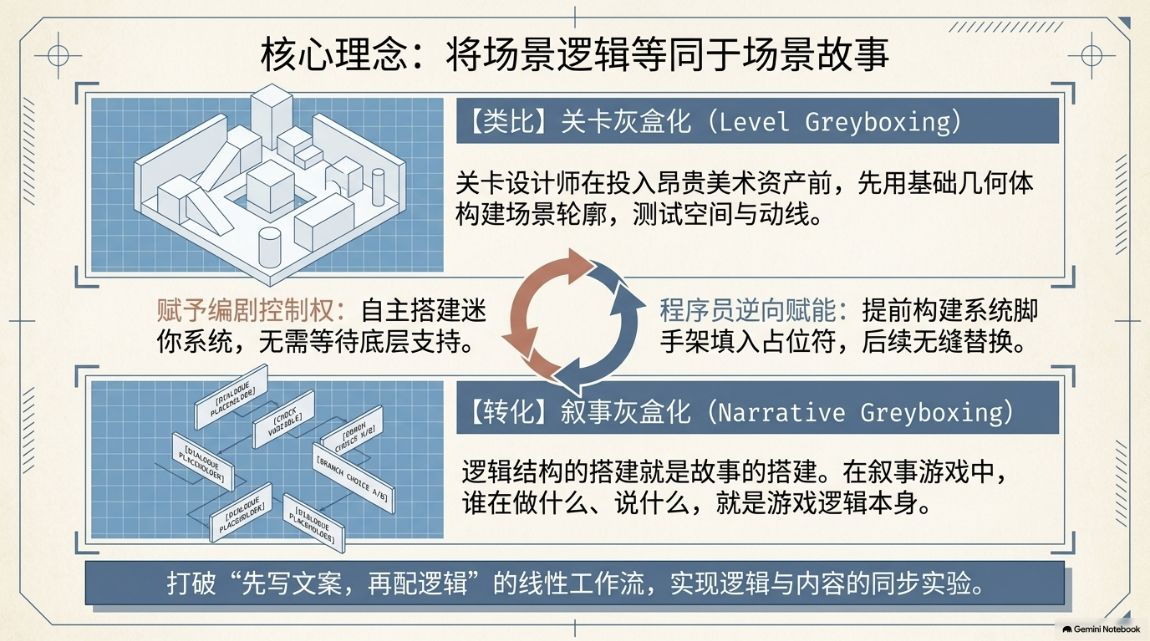 核心理念：将场景逻辑等同于场景故事
【类比】关卡灰盒化（Level Greyboxing）
关卡设计师在投入昂贵美术资产前，先用基础几何体
构建场景轮廓，测试空间与动线。
赋予编剧控制权：自主搭建迷
你系统，无需等待底层支持。
程序员逆向赋能：提前构建系统脚
手架填入占位符，后续无缝替换。
[DIALOGUE
PLACEHOLDER]
[CHOCK
VARIABLE]
[DIALOGUE
PLACEHOLDER]
[BRANCH CHOICE A/B]
[DIALOGUE
PLACEHOLDER]
[DIALOGUE
PLACEHOLDER]
【转化】叙事灰盒化（Narrative Greyboxing）
逻辑结构的搭建就是故事的搭建。在叙事游戏中，
谁在做什么、说什么，就是游戏逻辑本身。
打破“先写文案，再配逻辑”的线性工作流，实现逻辑与内容的同步实验。
Gemini Notebook